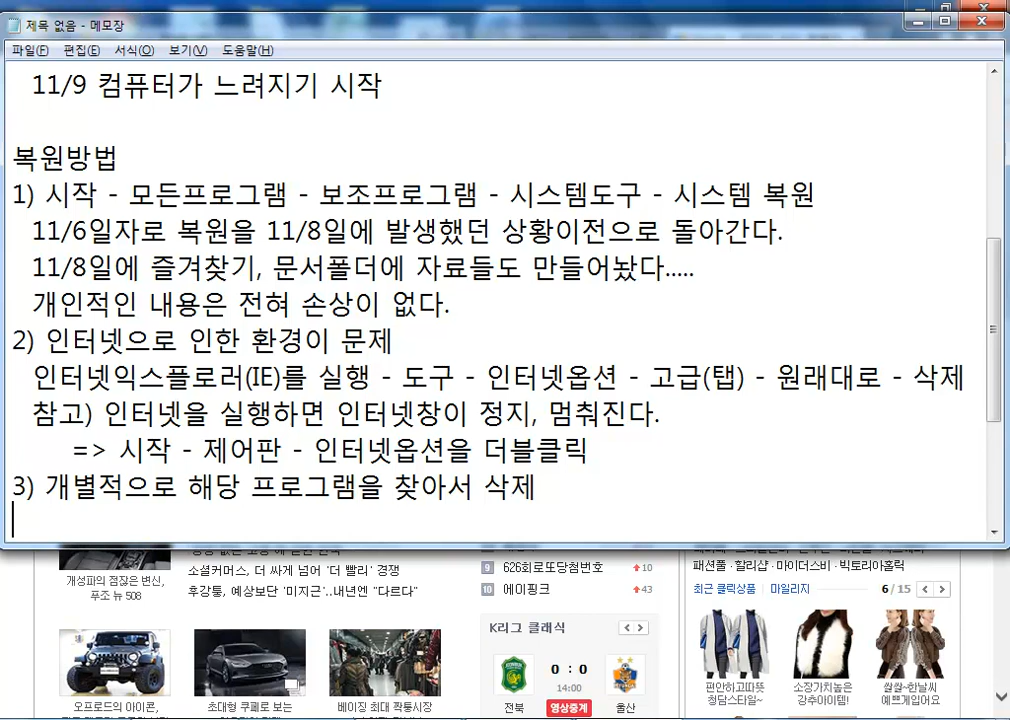 제목 없음 - 메모장
파일(F) 편집(E) 서식(O) 보기(V) 도움말(H)
11/9 컴퓨터가 느려지기 시작
복원방법
1) 시작 - 모든프로그램 - 보조프로그램 - 시스템도구 - 시스템 복원
11/6일자로 복원을 11/8일에 발생했던 상황이전으로 돌아간다.
11/8일에 즐겨찾기, 문서폴더에 자료들도 만들어놨다.....
개인적인 내용은 전혀 손상이 없다.
2) 인터넷으로 인한 환경이 문제
인터넷익스플로러(IE)를 실행 - 도구 - 인터넷옵션 - 고급(탭) - 원래대로 - 삭제
참고) 인터넷을 실행하면 인터넷창이 정지, 멈춰진다.
=> 시작 - 제어판 - 인터넷옵션을 더블클릭
3) 개별적으로 해당 프로그램을 찾아서 삭제
개성파의 점잖은 변신,
푸조 뉴 508
소셜커머스, 더 싸게 넘어 '더 빨리' 경쟁
후강퉁, 예상보단 '미지근'..내년엔 "다르다"
오프로드의 아이콘,
초대형 쿠페로 보는
베이징 최대 짝퉁시장
9 626회로또당첨번호 10
10 에이핑크 43
K리그 클래식
0 : 0
14:00
전북 영상중계 울산
패션풀 · 할리샵 · 마이더스비 · 빅토리아홀릭
최근 클릭상품 마일리지 6 / 15
편안하고따뜻
청담스타일~
소장가치높은
강추아이템!
쌀쌀~한날씨
예쁘게입어요